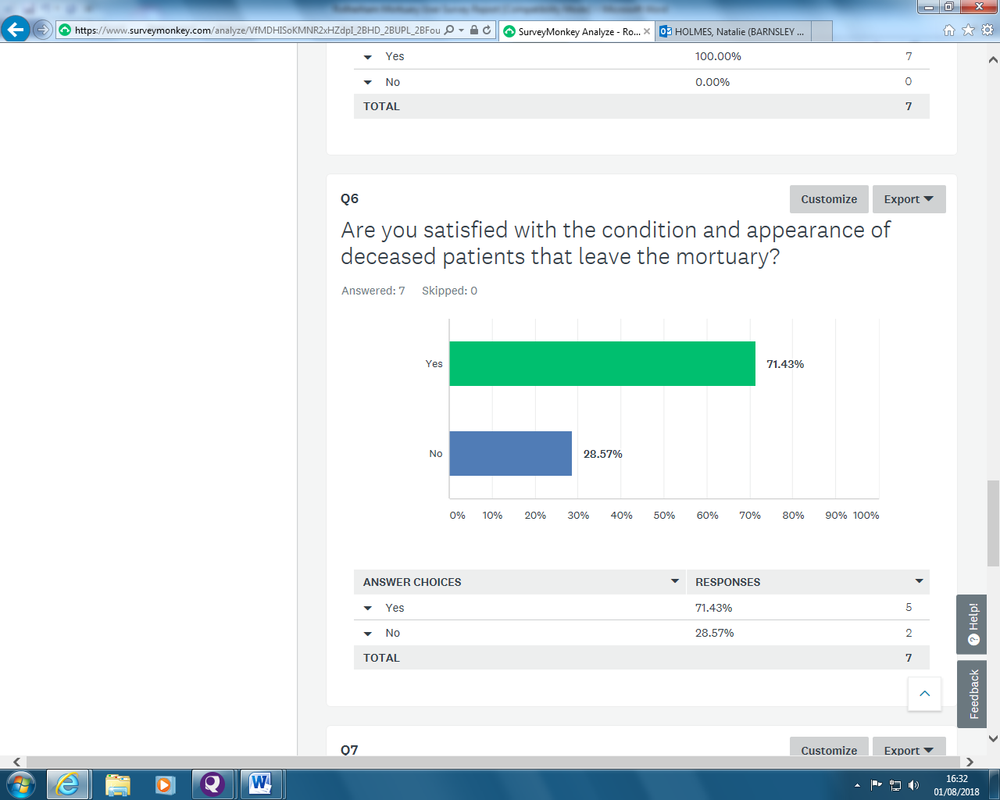 https://www.surveymonkey.com/analyze/VfMDHISoKMNR2xHZdpI_2BHD_2BUPL_2BFou
SurveyMonkey Analyze - Ro...
HOLMES, Natalie (BARNSLEY ...
Yes 100.00% 7
No 0.00% 0
TOTAL 7
Q6
Customize
Export
Are you satisfied with the condition and appearance of
deceased patients that leave the mortuary?
Answered: 7 Skipped: 0
Yes 71.43%
No 28.57%
0% 10% 20% 30% 40% 50% 60% 70% 80% 90% 100%
ANSWER CHOICES RESPONSES
Yes 71.43% 5
No 28.57% 2
TOTAL 7
Help!
Feedback
Q7
Customize
Export
16:32
01/08/2018